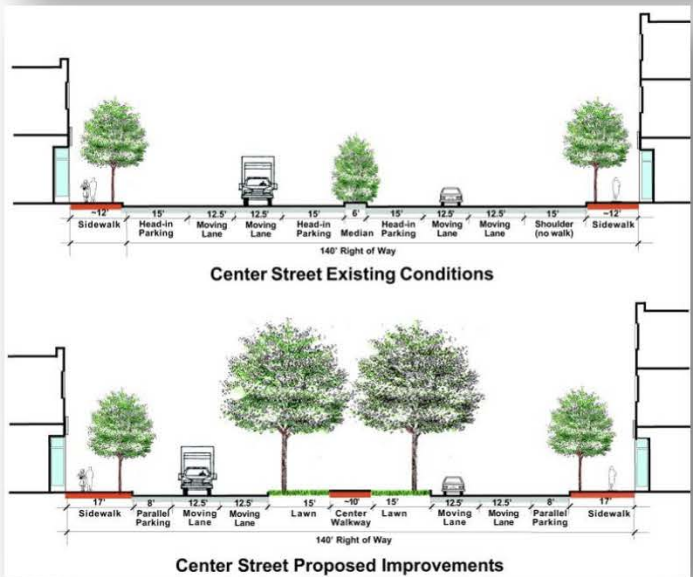 ~12' 15' 12.5' 12.5' 15' 6' 15' 12.5' 12.5' 15' ~12'
Sidewalk Head-in Moving Moving Head-in Median Head-in Moving Moving Shoulder Sidewalk
Parking Lane Lane Parking Parking Lane Lane (no walk)
140' Right of Way
Center Street Existing Conditions
17' 8' 12.5' 12.5' 15' ~10' 15' 12.5' 12.5' 8' 17'
Sidewalk Parallel Moving Moving Lawn Center Lawn Moving Moving Parallel Sidewalk
Parking Lane Lane Walkway Lane Lane Parking
140' Right of Way
Center Street Proposed Improvements